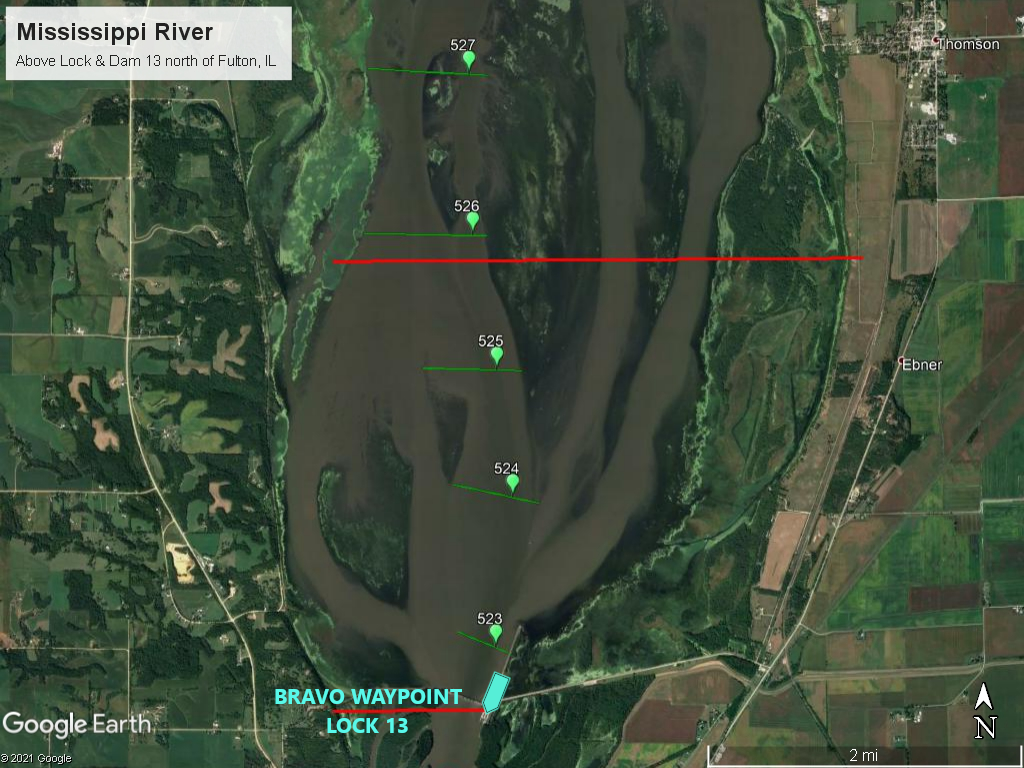 Mississippi River
Above Lock & Dam 13 north of Fulton, IL
527
Thomson
526
525
Ebner
524
523
BRAVO WAYPOINT
LOCK 13
Google Earth
N
2 mi
© 2021 Google